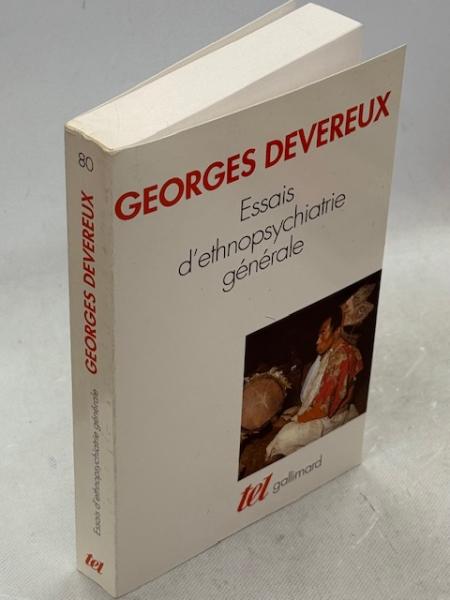 GEORGES DEVEREUX
Essais
d'ethnopsychiatrie
générale
tel gallimard
80
GEORGES DEVEREUX
Essais d'ethnopsychiatrie générale
tel